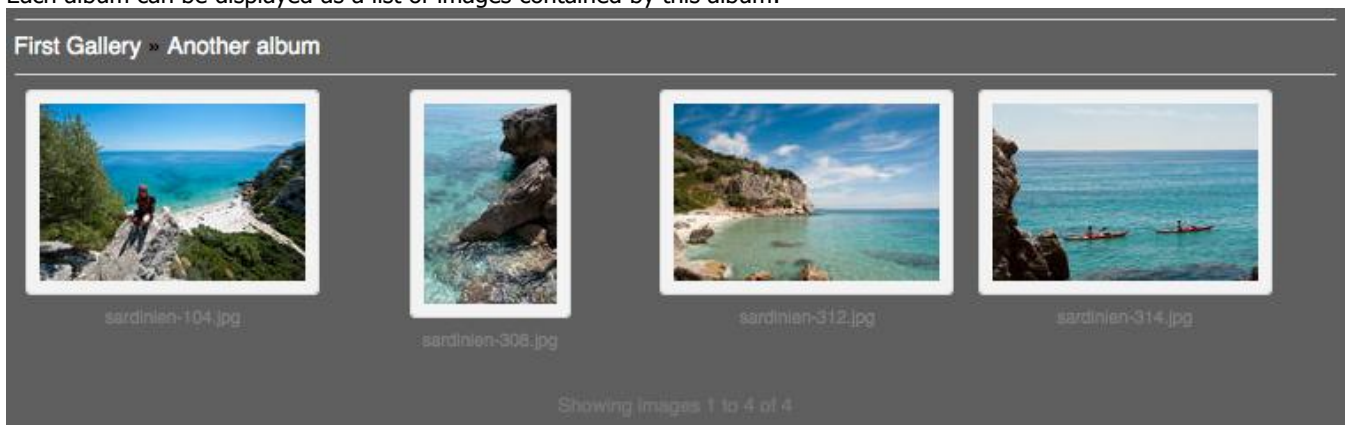 Each album can be displayed as a list of images contained by this album.
First Gallery » Another album
sardinien-104.jpg
sardinien-308.jpg
sardinien-312.jpg
sardinien-314.jpg
Showing images 1 to 4 of 4